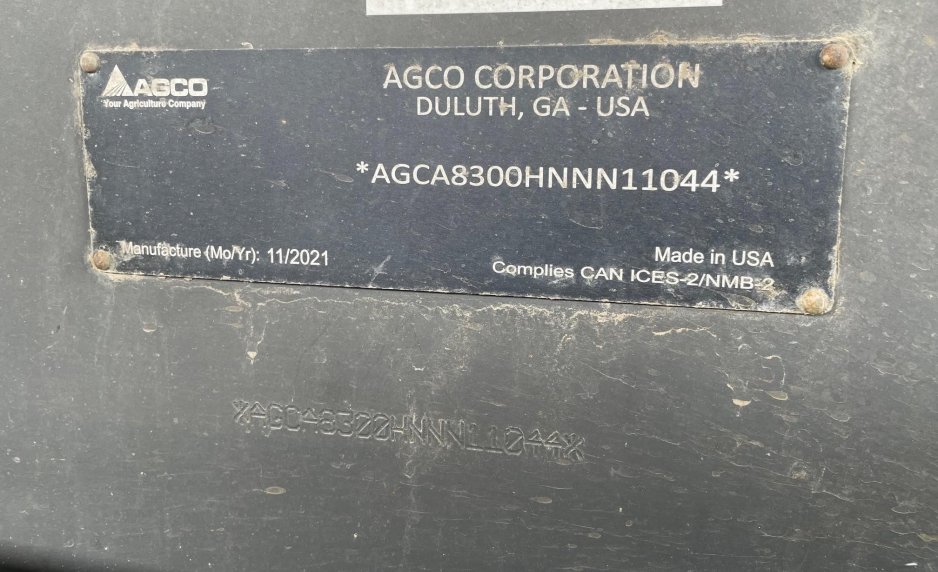 AGCO
Your Agriculture Company
AGCO CORPORATION
DULUTH, GA - USA
*AGCA8300HNNN11044*
Manufacture (Mo/Yr): 11/2021
Made in USA
Complies CAN ICES-2/NMB-2
*AGCA8300HNNN11044*